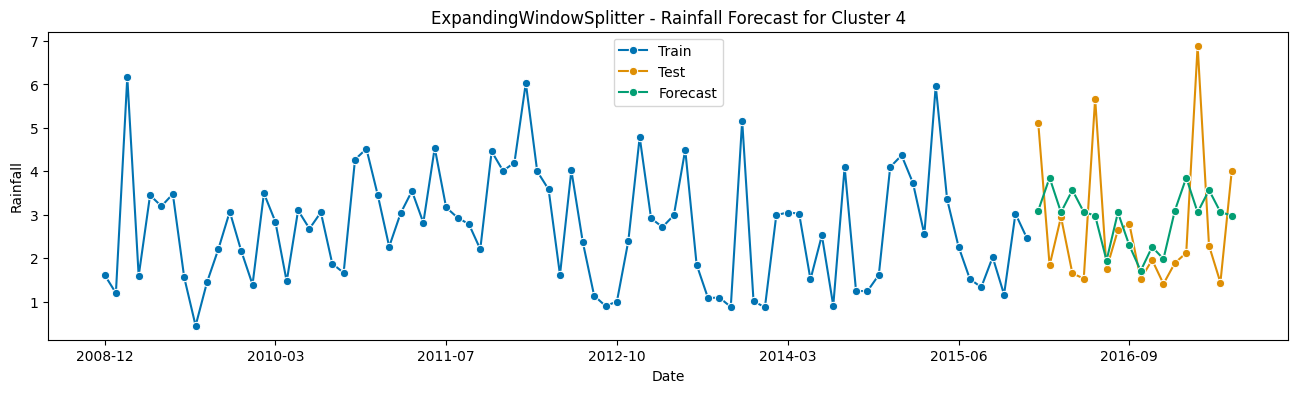 ExpandingWindowSplitter - Rainfall Forecast for Cluster 4
Train
Test
Forecast
Rainfall
7
6
5
4
3
2
1
2008-12
2010-03
2011-07
2012-10
2014-03
2015-06
2016-09
Date